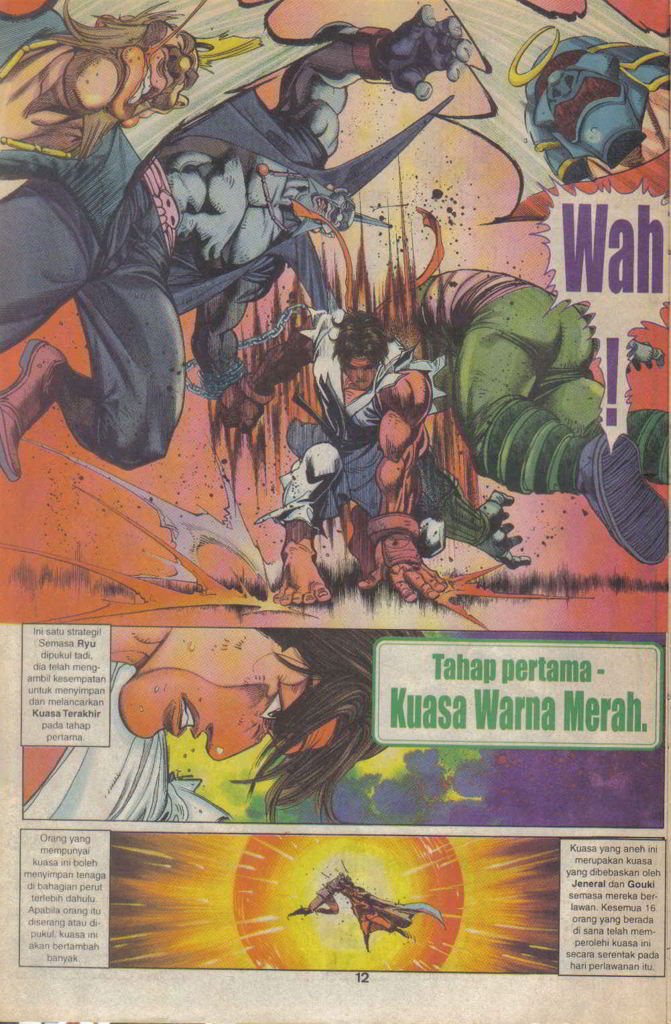 Wah
!
Ini satu strategi!
Semasa Ryu
dipukul tadi,
dia telah meng-
ambil kesempatan
untuk menyimpan
dan melancarkan
Kuasa Terakhir
pada tahap
pertama.
Tahap pertama -
Kuasa Warna Merah.
Orang yang
mempunyai
kuasa ini boleh
menyimpan tenaga
di bahagian perut
terlebih dahulu.
Apabila orang itu
diserang atau di-
pukul, kuasa ini
akan bertambah
banyak.
Kuasa yang aneh ini
merupakan kuasa
yang dibebaskan oleh
Jeneral dan Gouki
semasa mereka ber-
lawan. Kesemua 16
orang yang berada
di sana telah mem-
perolehi kuasa ini
secara serentak pada
hari perlawanan itu.
12